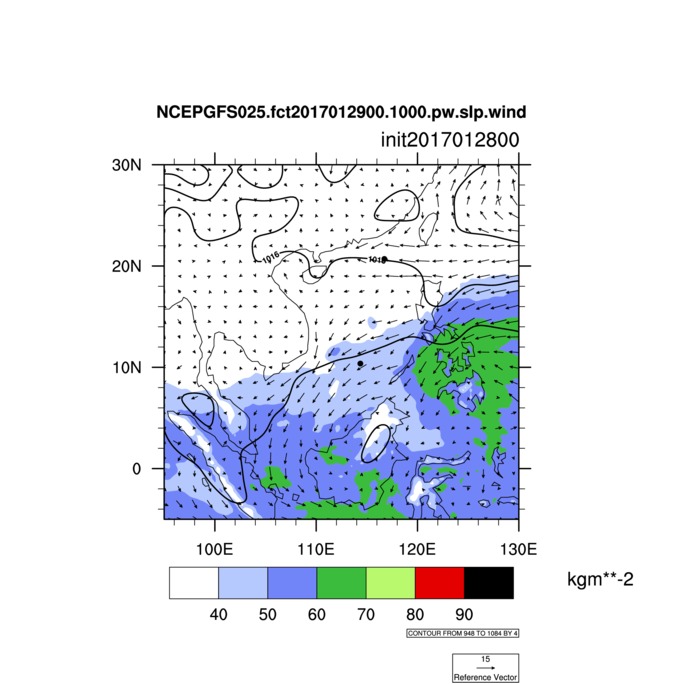 NCEPGFS025.fct2017012900.1000.pw.slp.wind
init2017012800
30N
20N
10N
0
1016
1016
100E
110E
120E
130E
kgm**-2
40
50
60
70
80
90
CONTOUR FROM 948 TO 1084 BY 4
15
Reference Vector